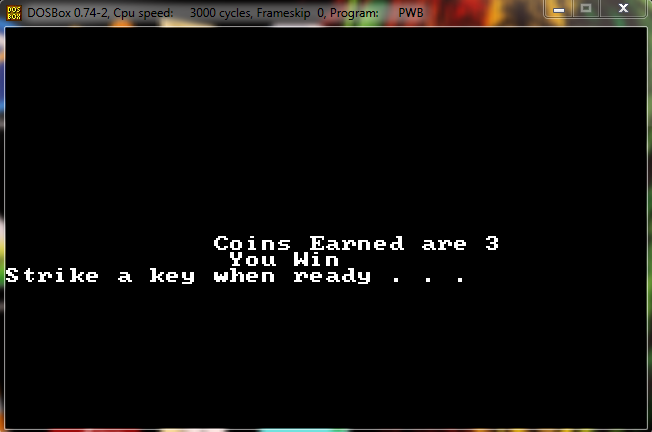 DOS BOX DOSBox 0.74-2, Cpu speed: 3000 cycles, Frameskip 0, Program: PWB
Coins Earned are 3
You Win
Strike a key when ready . . .